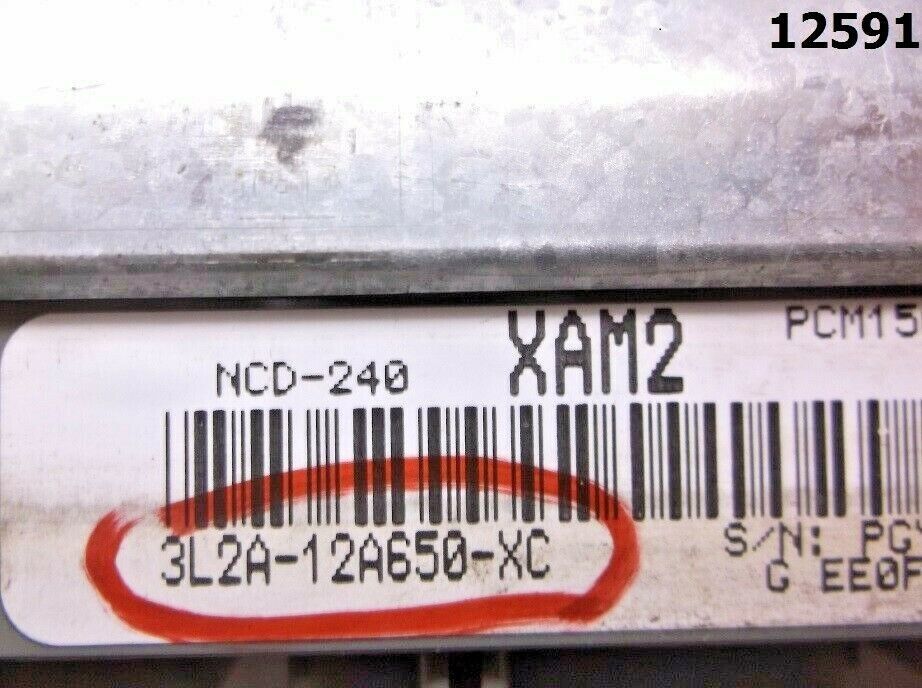 12591
XAM2
PCM15
NCD-240
3L2A-12A650-XC
S/N: PG
G EE0F